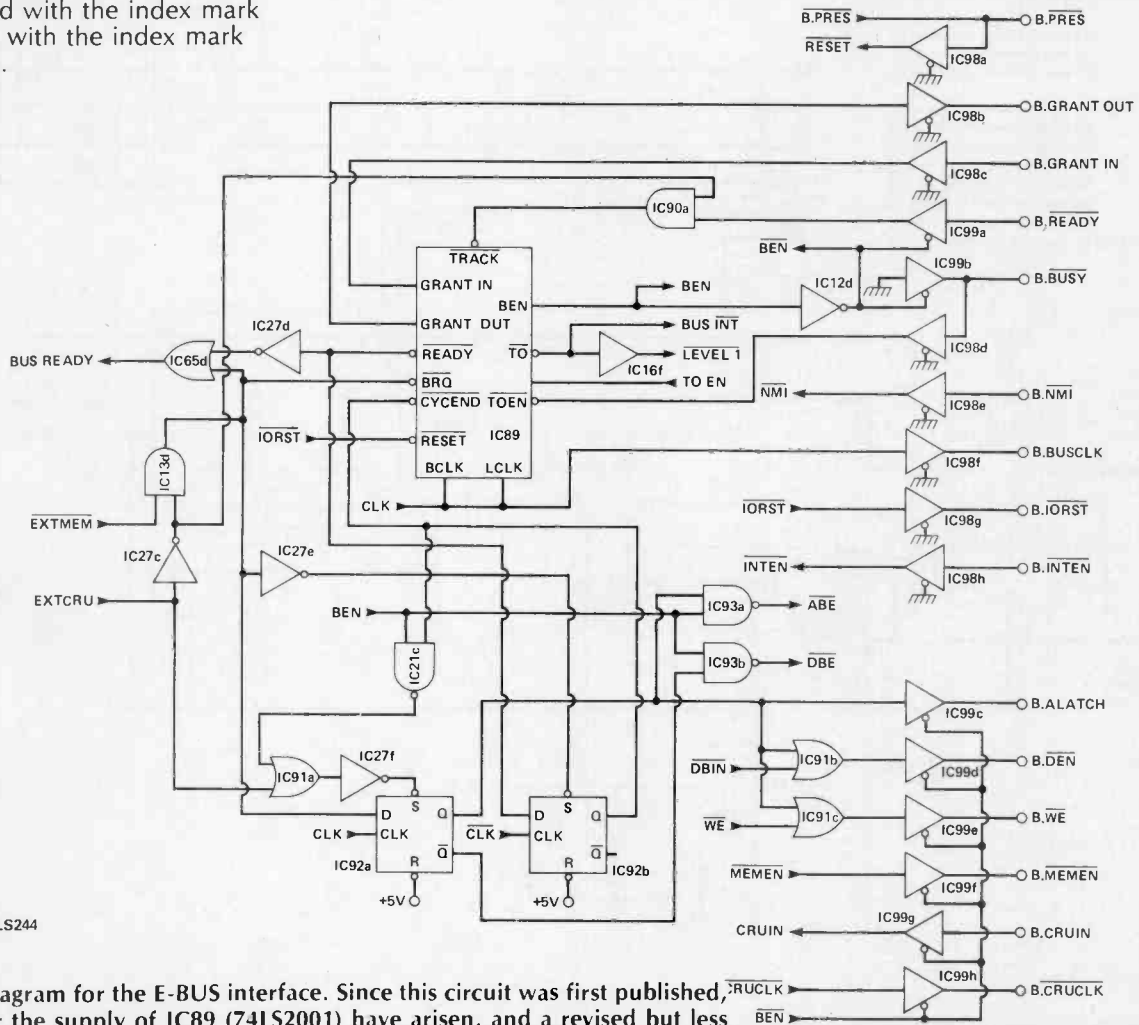 d with the index mark
with the index mark
.
B.PRES
B.PRES
RESET
IC98a
IC98b
B.GRANT OUT
IC98c
B.GRANT IN
IC90a
IC99a
B.READY
TRACK
BEN
IC99b
GRANT IN
BEN
BEN
IC12d
B.BUSY
GRANT DUT
BUS INT
IC27d
READY
TO
LEVEL 1
IC98d
BUS READY
IC65d
IC16f
BRQ
TO EN
CYCEND
TOEN
NMI
IC98e
B.NMI
IORST
RESET
IC89
BCLK
LCLK
IC98f
B.BUSCLK
IC13d
CLK
IORST
IC98g
B.IORST
EXTMEM
IC27c
IC27e
INTEN
IC98h
B.INTEN
EXTCRU
BEN
IC93a
ABE
IC21c
IC93b
DBE
IC99c
B.ALATCH
IC27f
IC91a
DBIN
IC91b
IC99d
B.DEN
S
S
D
Q
D
Q
CLK
CLK
CLK
CLK
WE
IC91c
IC99e
B.WE
Q
Q
IC92a
R
R
IC92b
MEMEN
IC99f
B.MEMEN
+5V
+5V
IC99g
LS244
CRUIN
B.CRUIN
IC99h
agram for the E-BUS interface. Since this circuit was first published,
CRUCLK
B.CRUCLK
the supply of IC89 (74LS2001) have arisen, and a revised but less
BEN